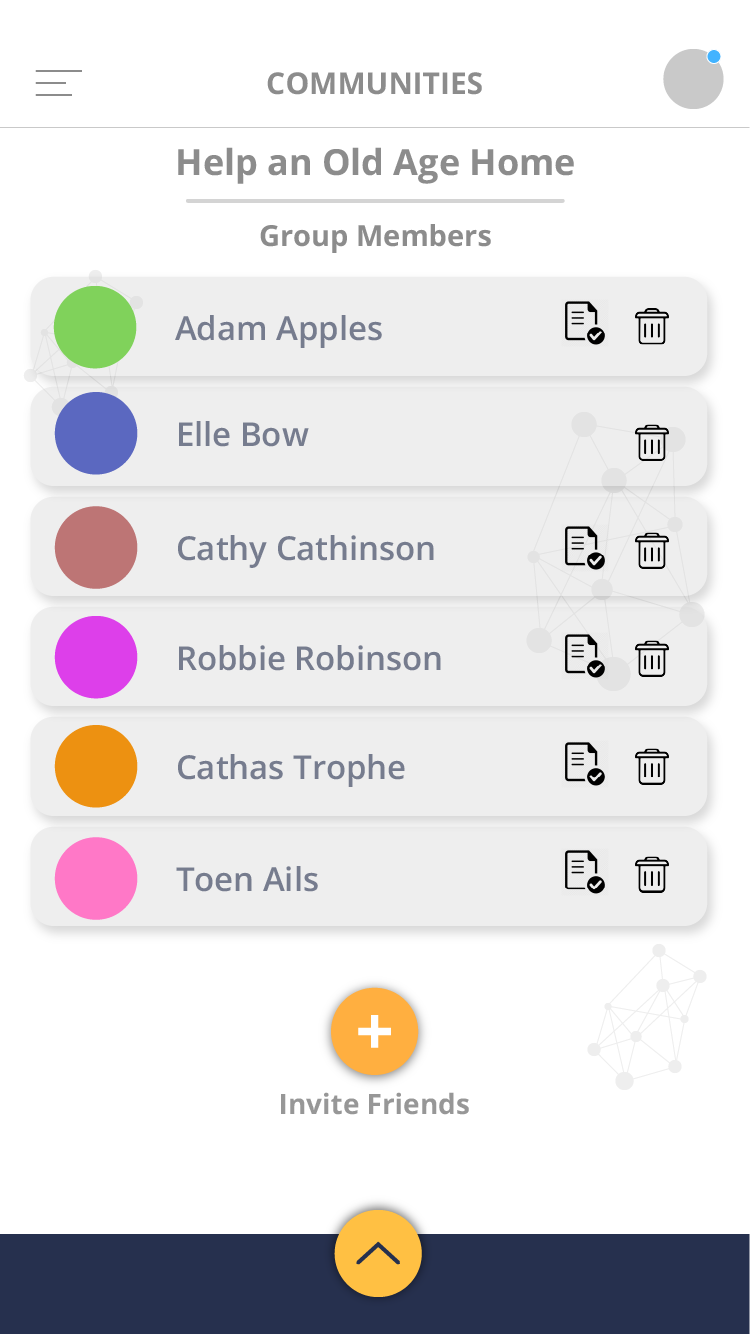 COMMUNITIES
Help an Old Age Home
Group Members
Adam Apples
Elle Bow
Cathy Cathinson
Robbie Robinson
Cathas Trophe
Toen Ails
Invite Friends